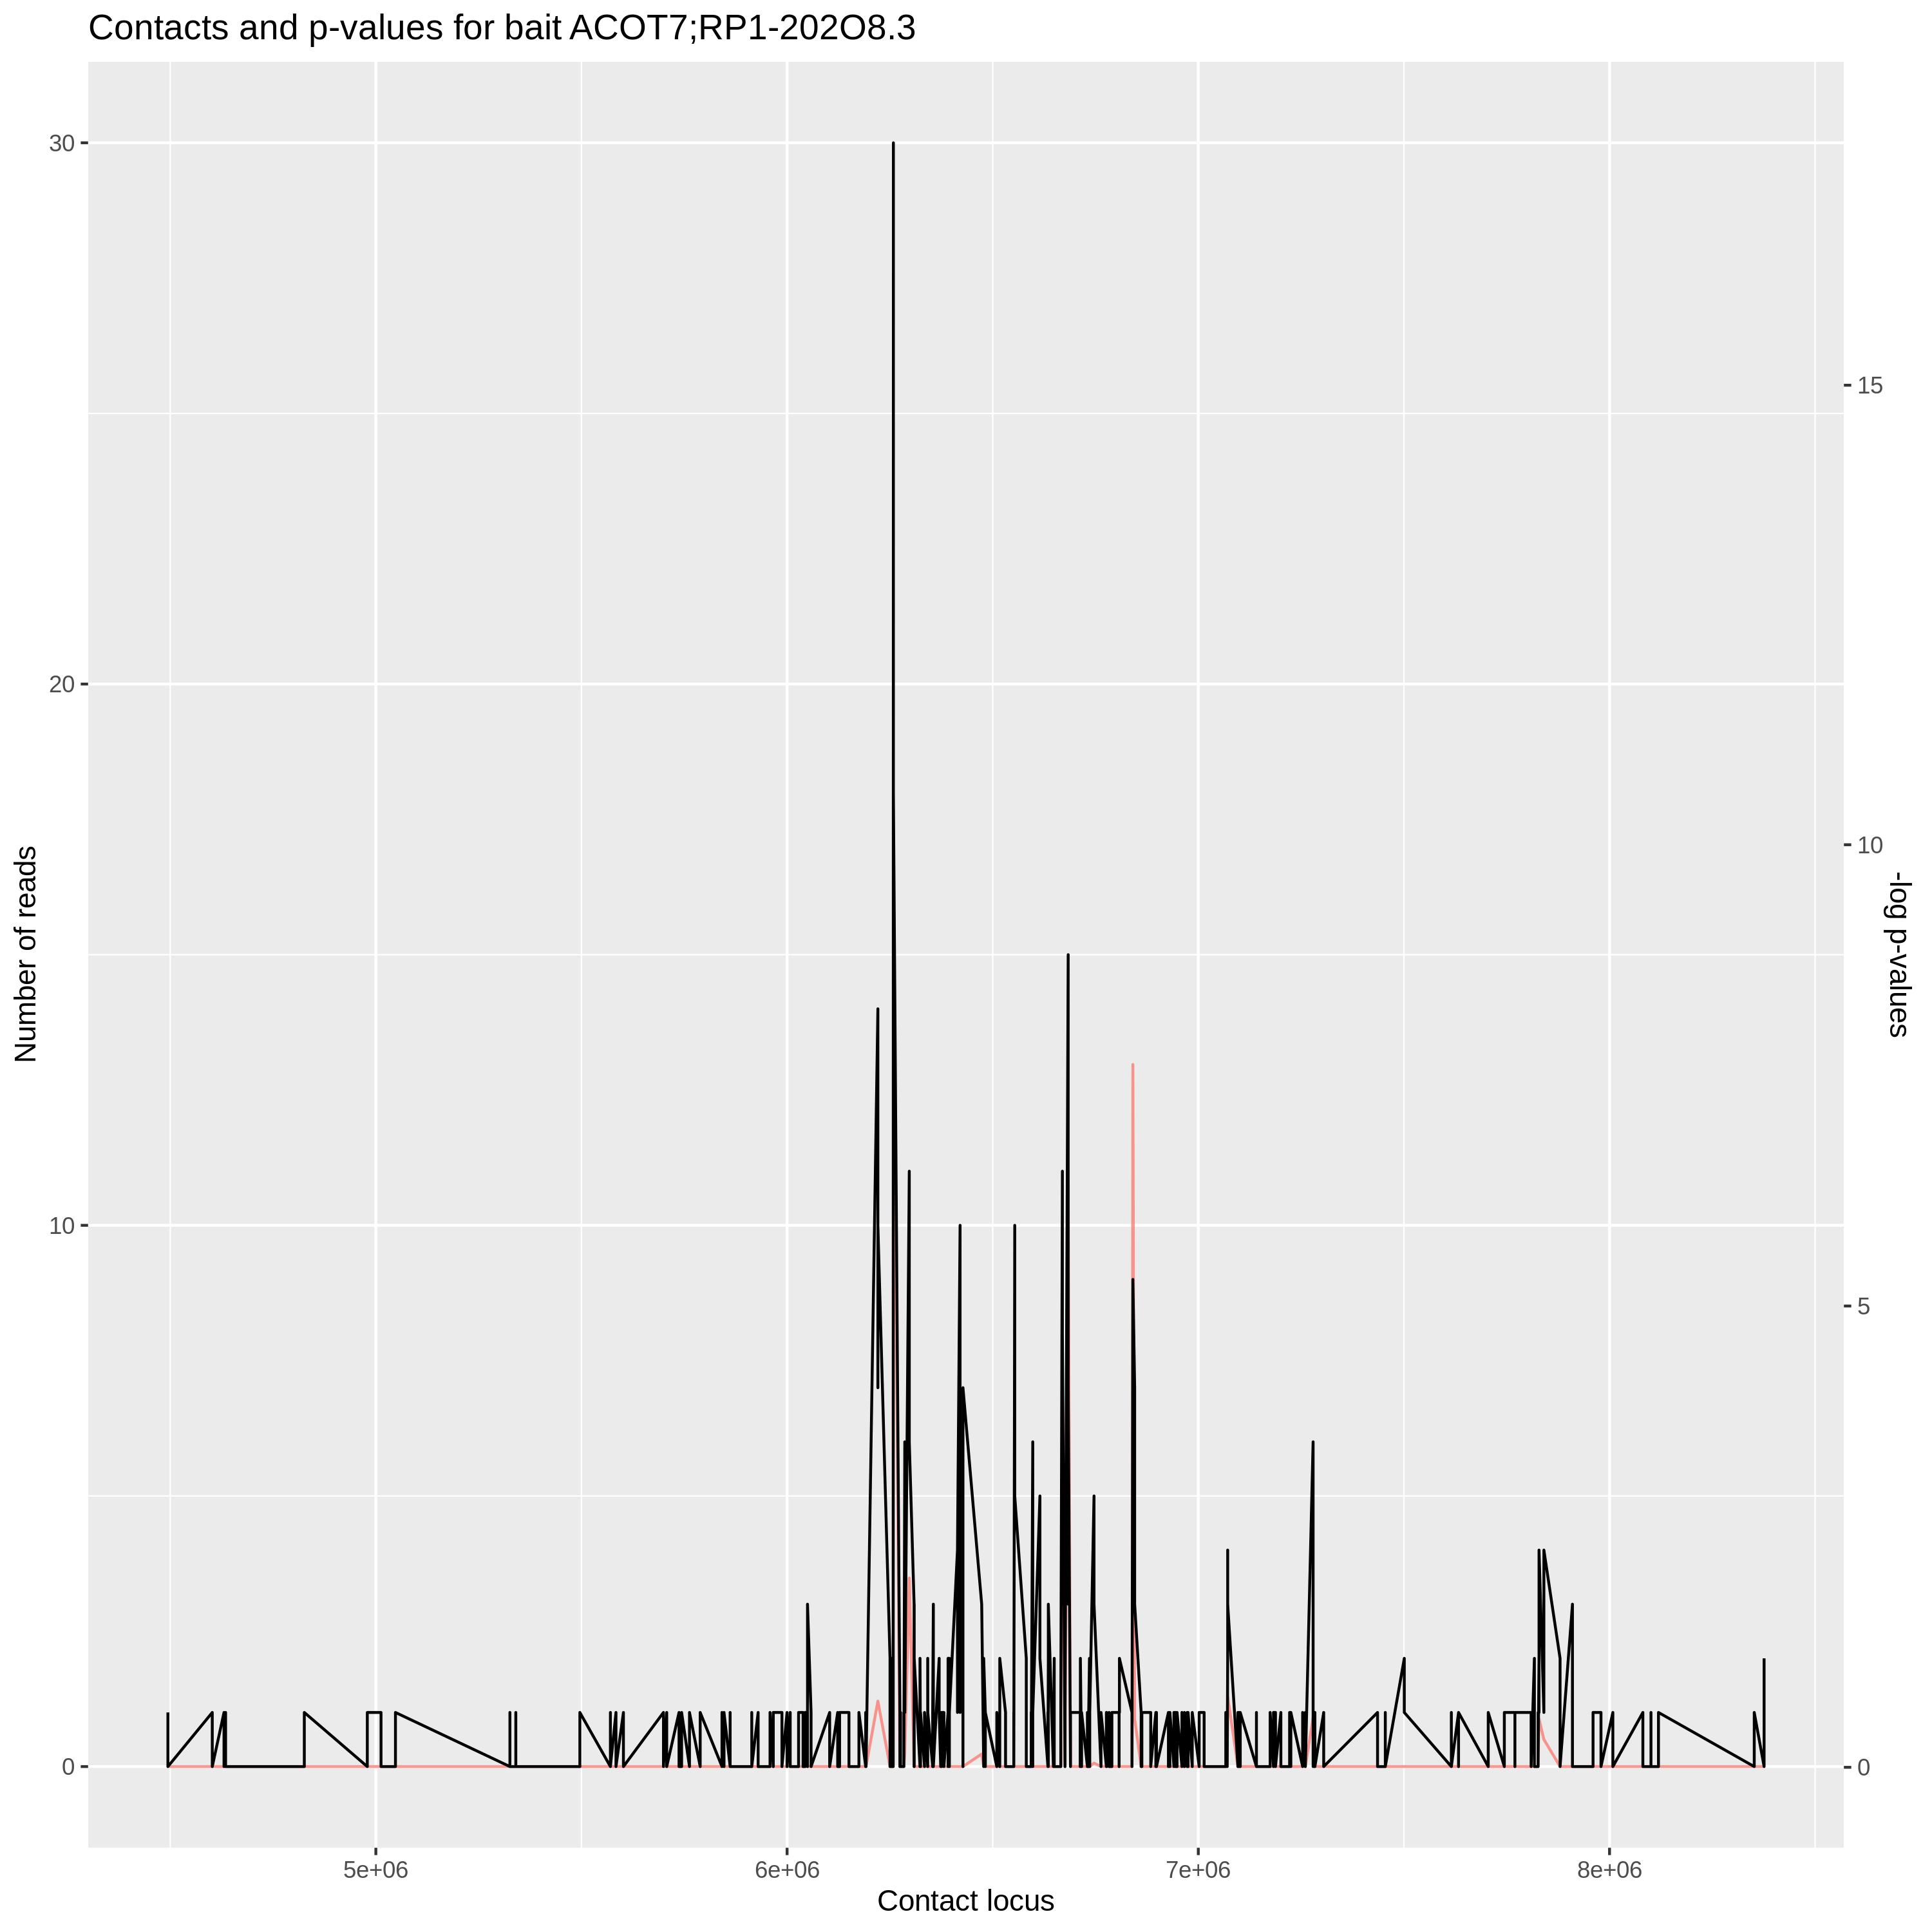 Contacts and p-values for bait ACOT7;RP1-202O8.3
30
20
10
0
Number of reads
15
10
5
0
-log p-values
5e+06
6e+06
7e+06
8e+06
Contact locus